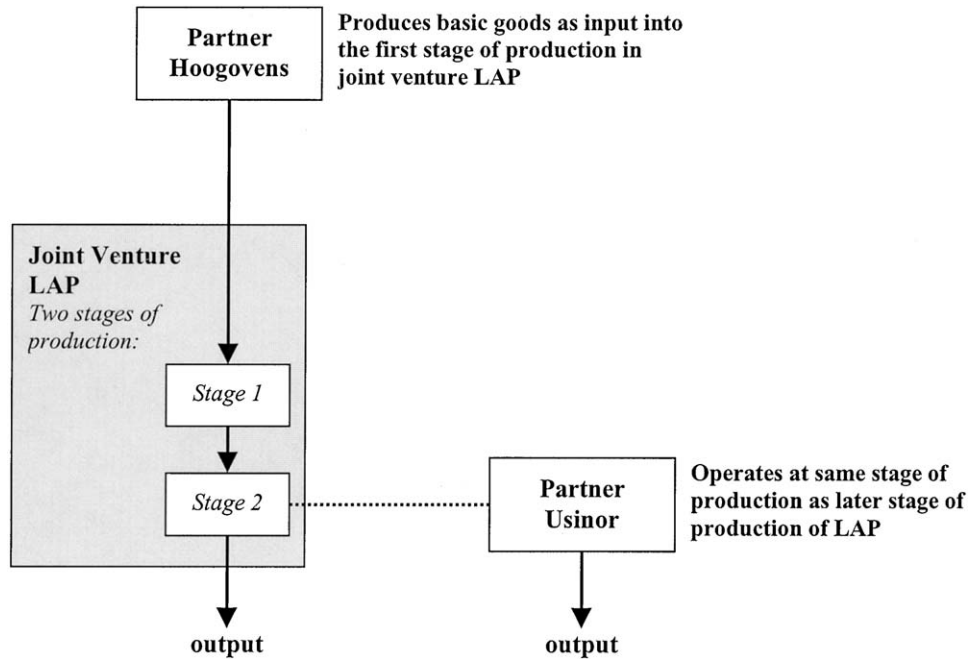 Partner
Hoogovens
Produces basic goods as input into
the first stage of production in
joint venture LAP
Joint Venture
LAP
Two stages of
production:
Stage 1
Stage 2
Partner
Usinor
Operates at same stage of
production as later stage of
production of LAP
output
output